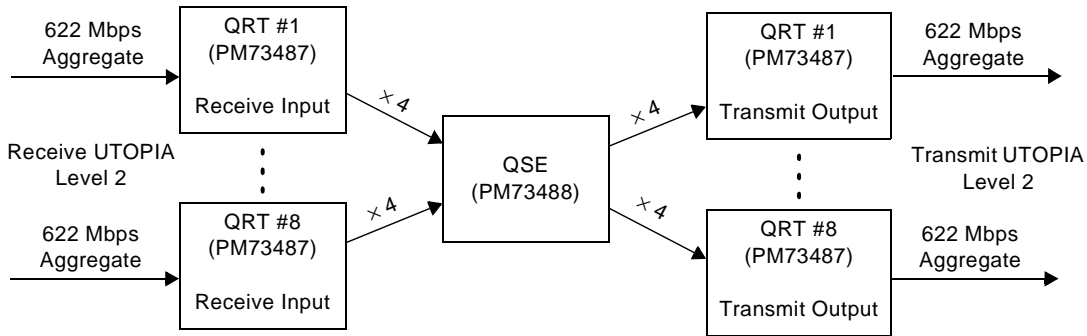 622 Mbps
Aggregate
QRT #1
(PM73487)
Receive Input
× 4
QRT #1
(PM73487)
Transmit Output
× 4
622 Mbps
Aggregate
Receive UTOPIA
Level 2
QSE
(PM73488)
Transmit UTOPIA
Level 2
622 Mbps
Aggregate
QRT #8
(PM73487)
Receive Input
× 4
× 4
QRT #8
(PM73487)
Transmit Output
622 Mbps
Aggregate